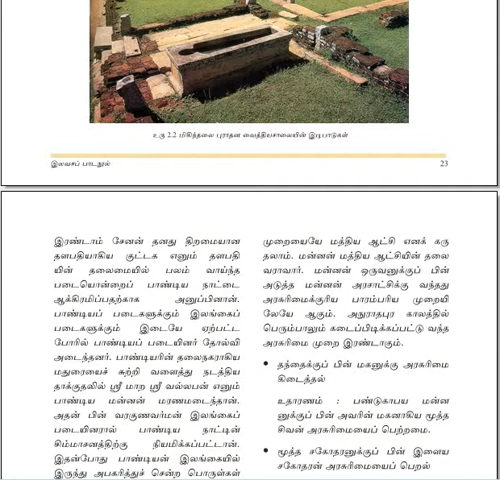 உரு 2.2 மிகிந்தலை புராதன வைத்தியசாலையின் இடிபாடுகள்
இலவசப் பாடநூல்
23
இரண்டாம் சேனன் தனது திறமையான
தளபதியாகிய குட்டக எனும் தளபதி
யின் தலைமையில் பலம் வாய்ந்த
படையொன்றைப் பாண்டிய நாட்டை
ஆக்கிரமிப்பதற்காக அனுப்பினான்.
பாண்டியப் படைகளுக்கும் இலங்கைப்
படைகளுக்கும் இடையே ஏற்பட்ட
போரில் பாண்டியப் படையினர் தோல்வி
அடைந்தனர். பாண்டியரின் தலைநகராகிய
மதுரையைச் சுற்றி வளைத்து நடத்திய
தாக்குதலில் ஸ்ரீ மாற ஸ்ரீ வல்லபன் எனும்
பாண்டிய மன்னன் மரணமடைந்தான்.
அதன் பின் வரகுணவர்மன் இலங்கைப்
படையினரால் பாண்டிய நாட்டின்
சிம்மாசனத்திற்கு நியமிக்கப்பட்டான்.
இதன்போது பாண்டியன் இலங்கையில்
இருந்து அபகரித்துச் சென்ற பொருள்கள்
முறையையே மத்திய ஆட்சி எனக் கரு
தலாம். மன்னன் மத்திய ஆட்சியின் தலை
வராவார். மன்னன் ஒருவனுக்குப் பின்
அடுத்த மன்னன் அரசாட்சிக்கு வந்தது
அரசுரிமைக்குரிய பாரம்பரிய முறையி
லேயே ஆகும். அநுராதபுர காலத்தில்
பெரும்பாலும் கடைப்பிடிக்கப்பட்டு வந்த
அரசுரிமை முறை இரண்டாகும்.
● தந்தைக்குப் பின் மகனுக்கு அரசுரிமை
கிடைத்தல்
உதாரணம் : பண்டுகாபய மன்ன
னுக்குப் பின் அவரின் மகனாகிய மூத்த
சிவன் அரசுரிமையைப் பெற்றமை.
● மூத்த சகோதரனுக்குப் பின் இளைய
சகோதரன் அரசுரிமையைப் பெறல்